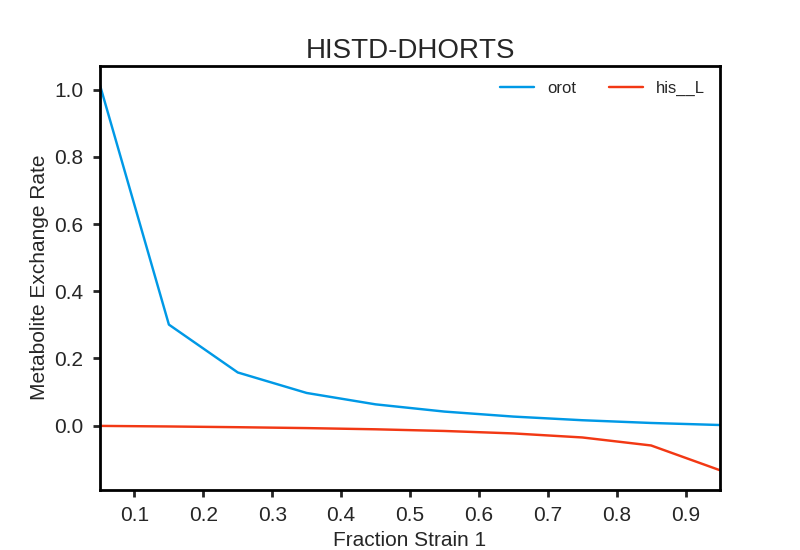 HISTD-DHORTS
orot his__L
Metabolite Exchange Rate
1.0
0.8
0.6
0.4
0.2
0.0
0.1 0.2 0.3 0.4 0.5 0.6 0.7 0.8 0.9
Fraction Strain 1